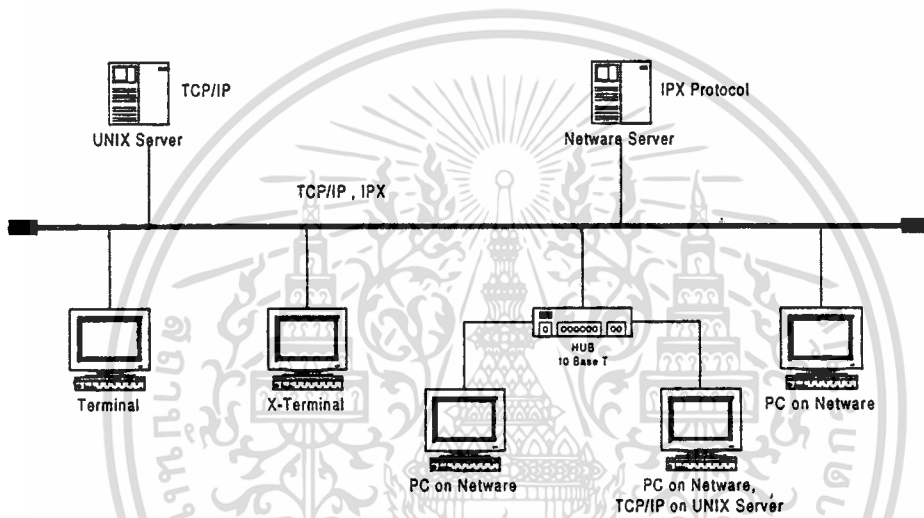 TCP/IP
UNIX Server
IPX Protocol
Netware Server
TCP/IP , IPX
Terminal
X-Terminal
HUB
10 Base T
PC on Netware
PC on Netware
PC on Netware,
TCP/IP on UNIX Server